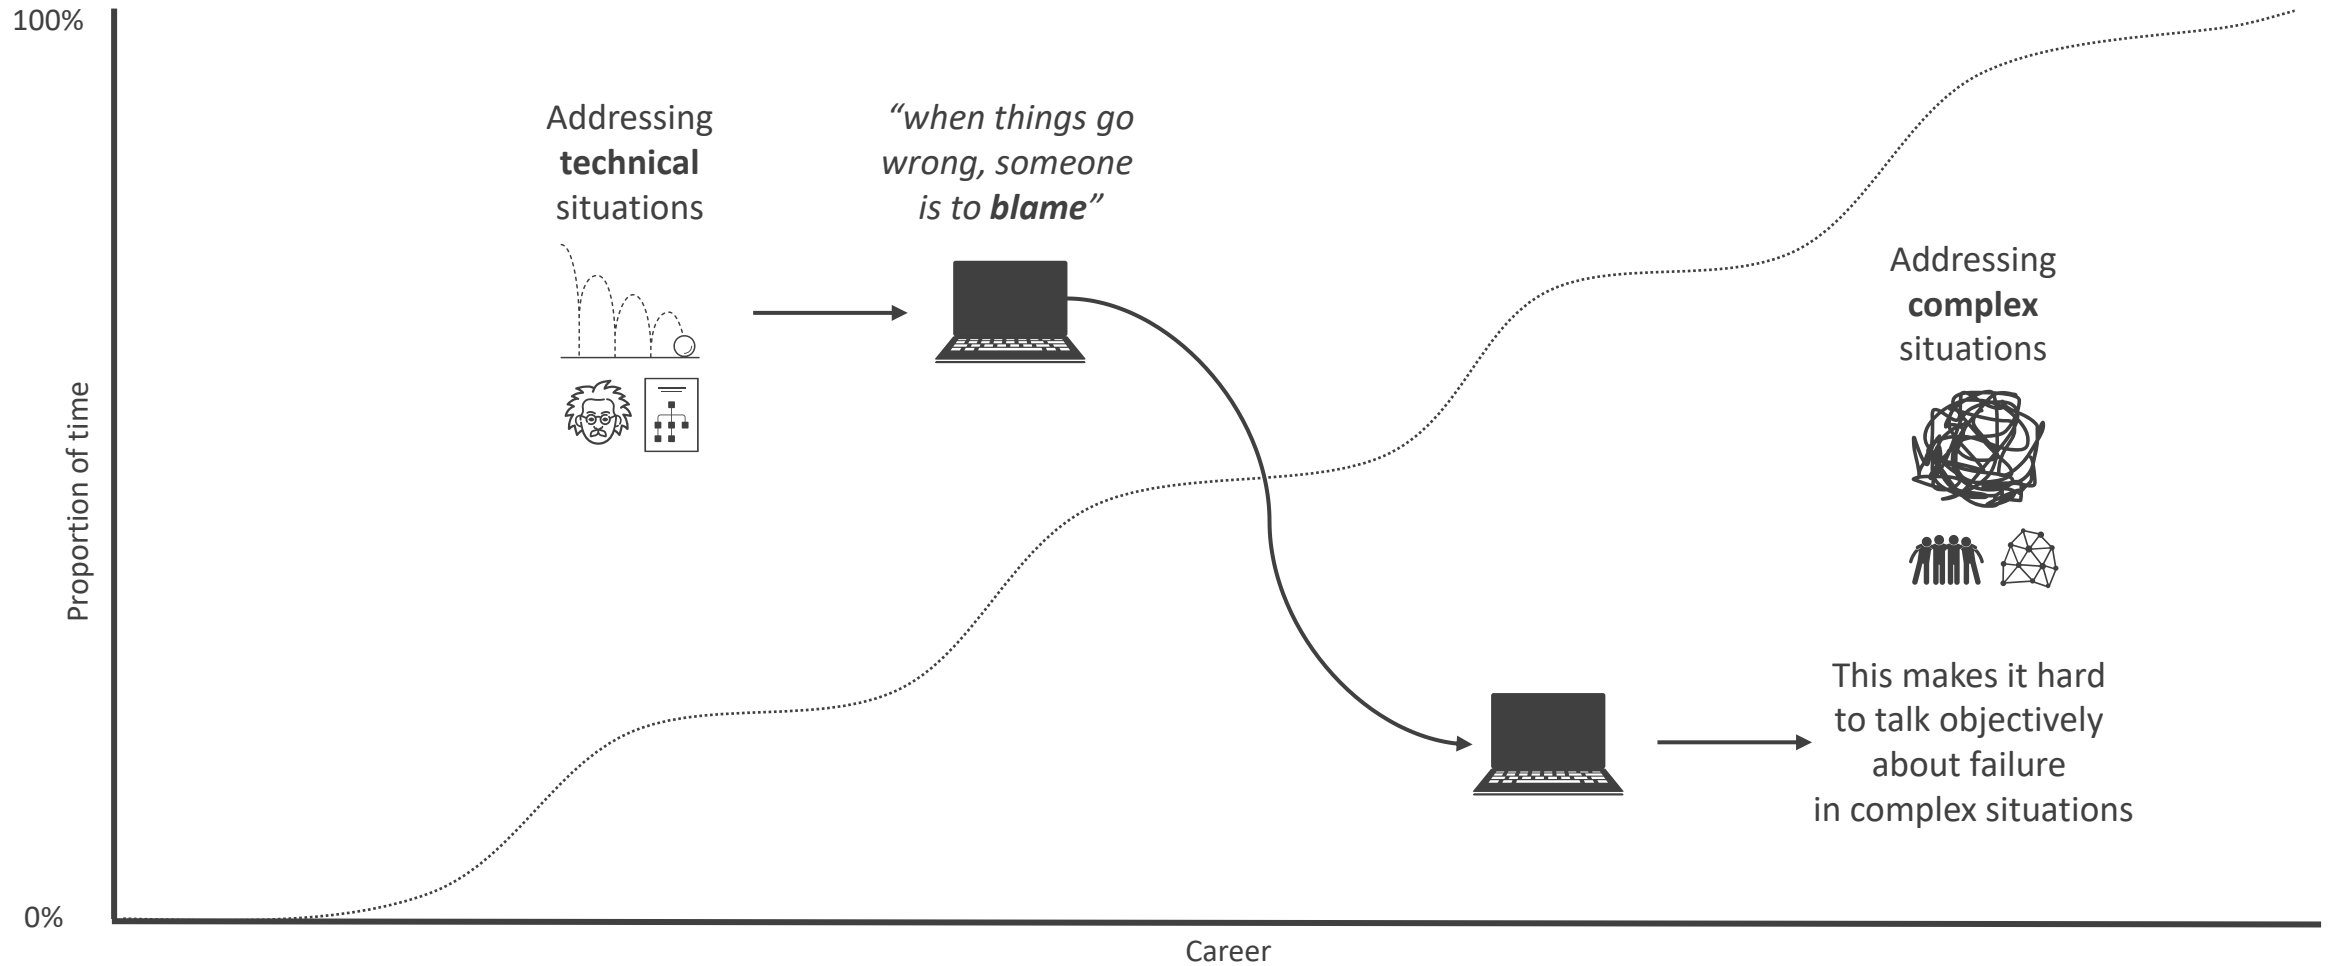 100%
Addressing
technical
situations
“when things go
wrong, someone
is to blame”
Addressing
complex
situations
Proportion of time
This makes it hard
to talk objectively
about failure
in complex situations
0%
Career